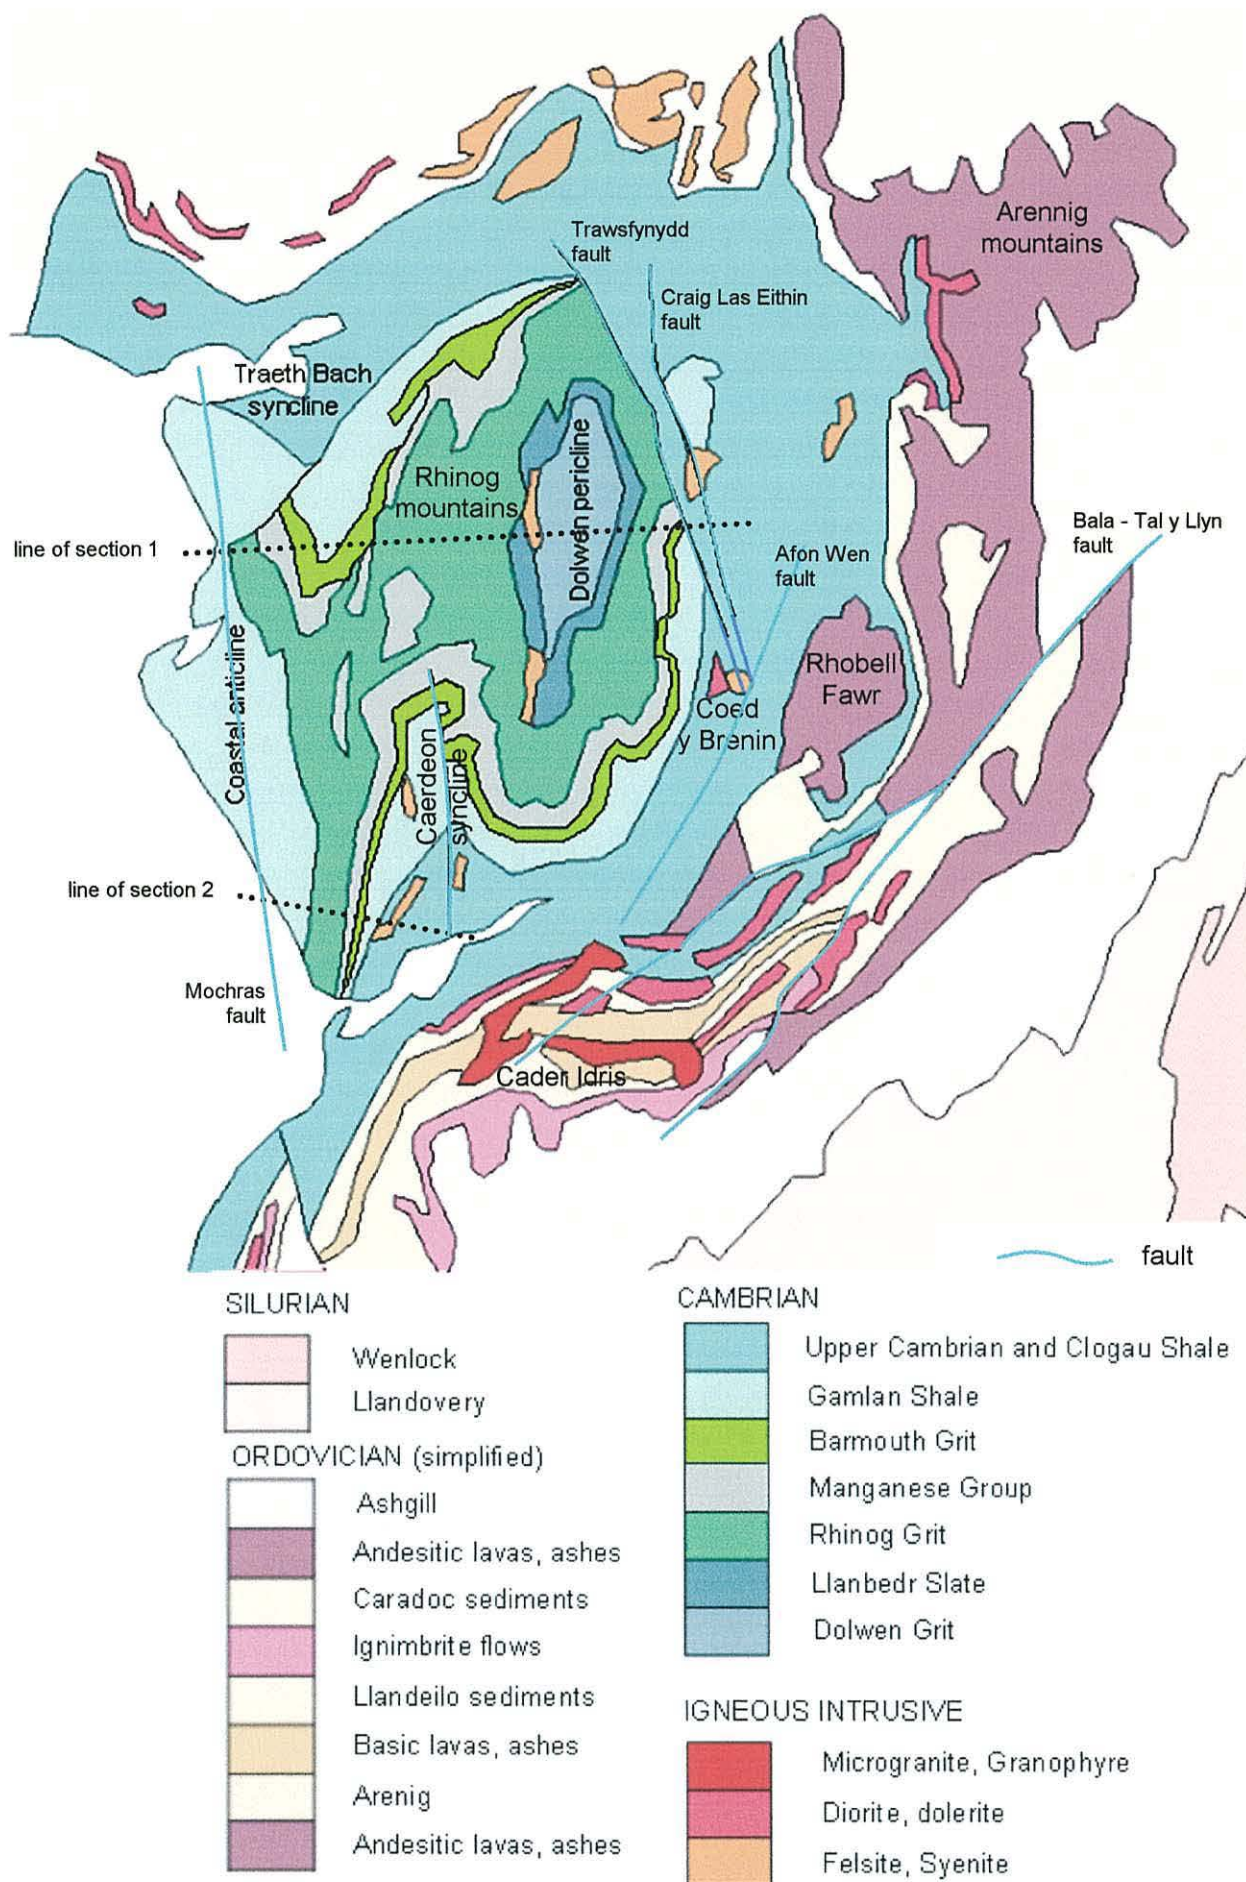 Arennig
mountains
Trawsfynydd
fault
Craig Las Eithin
fault
Traeth Bach
syncline
Rhinog
mountains
Dolwen pericline
line of section 1
Bala - Tal y Llyn
fault
Afon Wen
fault
Coastal anticline
Rhobell
Fawr
Coed
y Brenin
Caerdeon
syncline
line of section 2
Mochras
fault
Cader Idris
fault
SILURIAN
Wenlock
Llandovery
ORDOVICIAN (simplified)
Ashgill
Andesitic lavas, ashes
Caradoc sediments
Ignimbrite flows
Llandeilo sediments
Basic lavas, ashes
Arenig
Andesitic lavas, ashes
CAMBRIAN
Upper Cambrian and Clogau Shale
Gamlan Shale
Barmouth Grit
Manganese Group
Rhinog Grit
Llanbedr Slate
Dolwen Grit
IGNEOUS INTRUSIVE
Microgranite, Granophyre
Diorite, dolerite
Felsite, Syenite